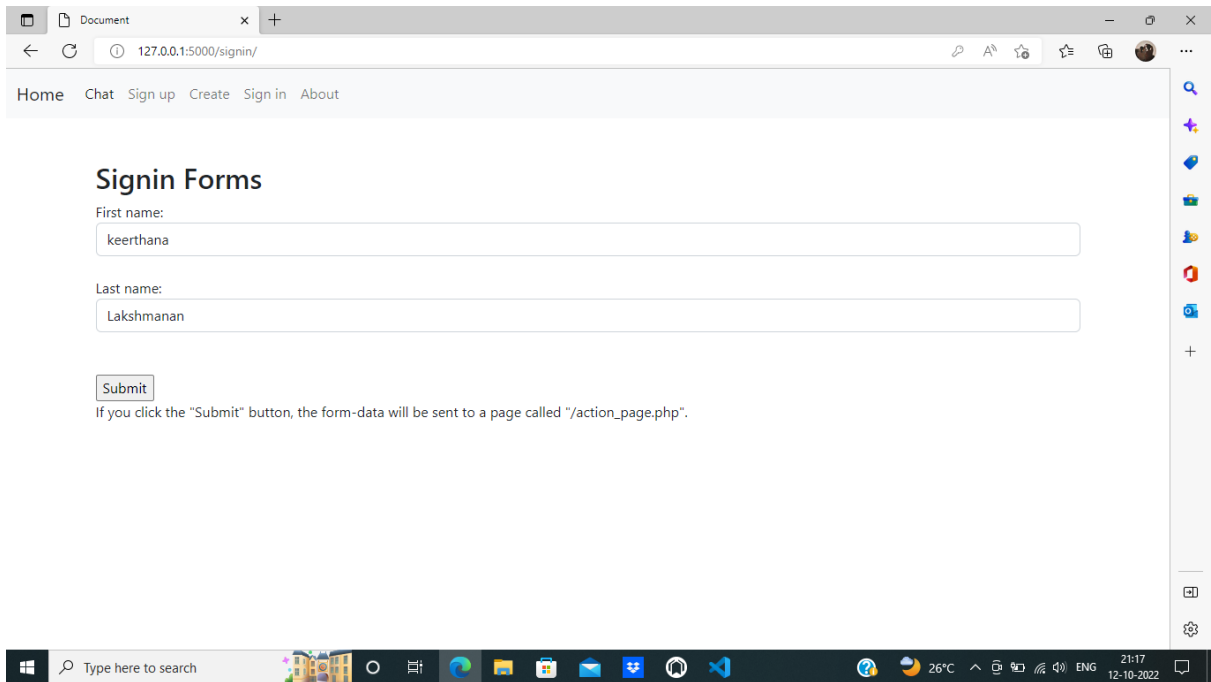 Document
127.0.0.1:5000/signin/
Home Chat Sign up Create Sign in About
Signin Forms
First name:
keerthana
Last name:
Lakshmanan
Submit
If you click the "Submit" button, the form-data will be sent to a page called "/action_page.php".
Type here to search
26°C
ENG
21:17
12-10-2022